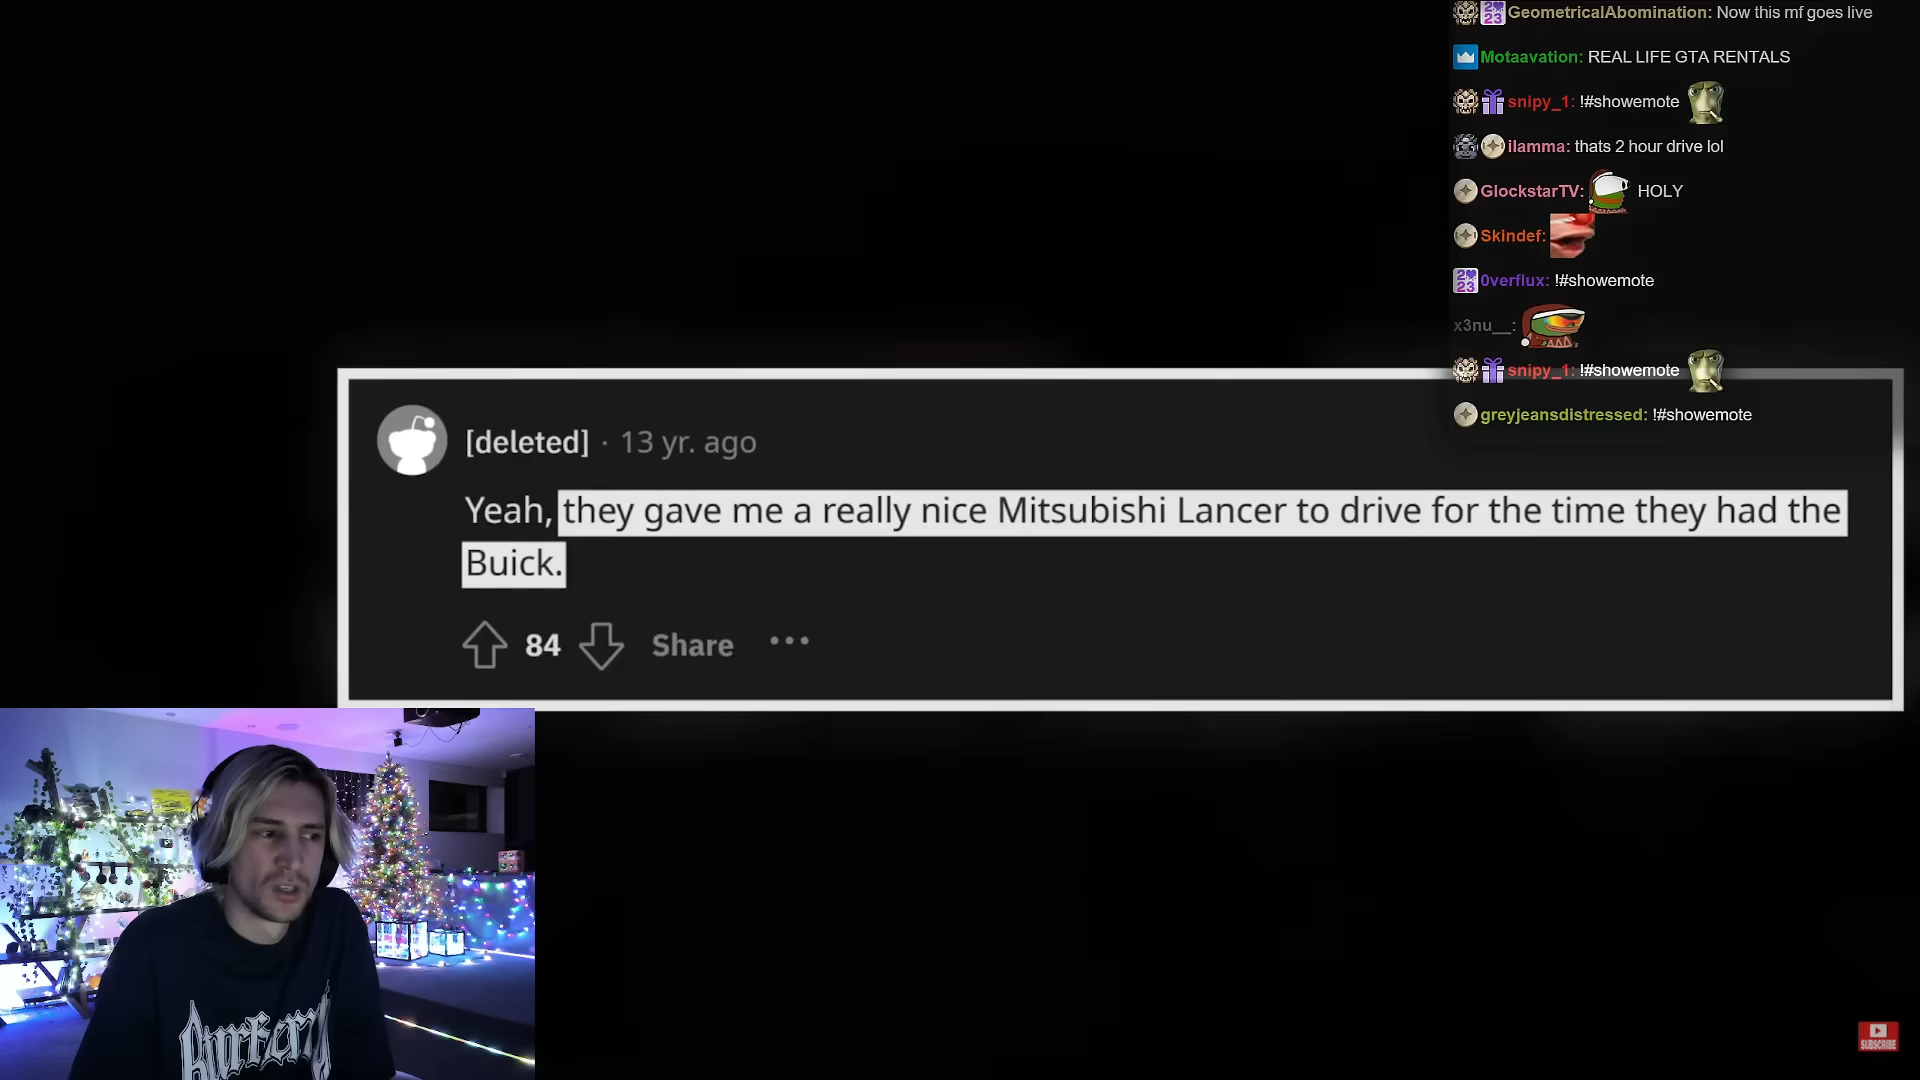 GeometricalAbomination: Now this mf goes live
Motaavation: REAL LIFE GTA RENTALS
snipy_1: !#showemote
ilamma: thats 2 hour drive lol
GlockstarTV: HOLY
Skindef:
0verflux: !#showemote
x3nu__:
snipy_1: !#showemote
greyjeansdistressed: !#showemote
[deleted] · 13 yr. ago
Yeah, they gave me a really nice Mitsubishi Lancer to drive for the time they had the
Buick.
84 Share ···
SUBSCRIBE